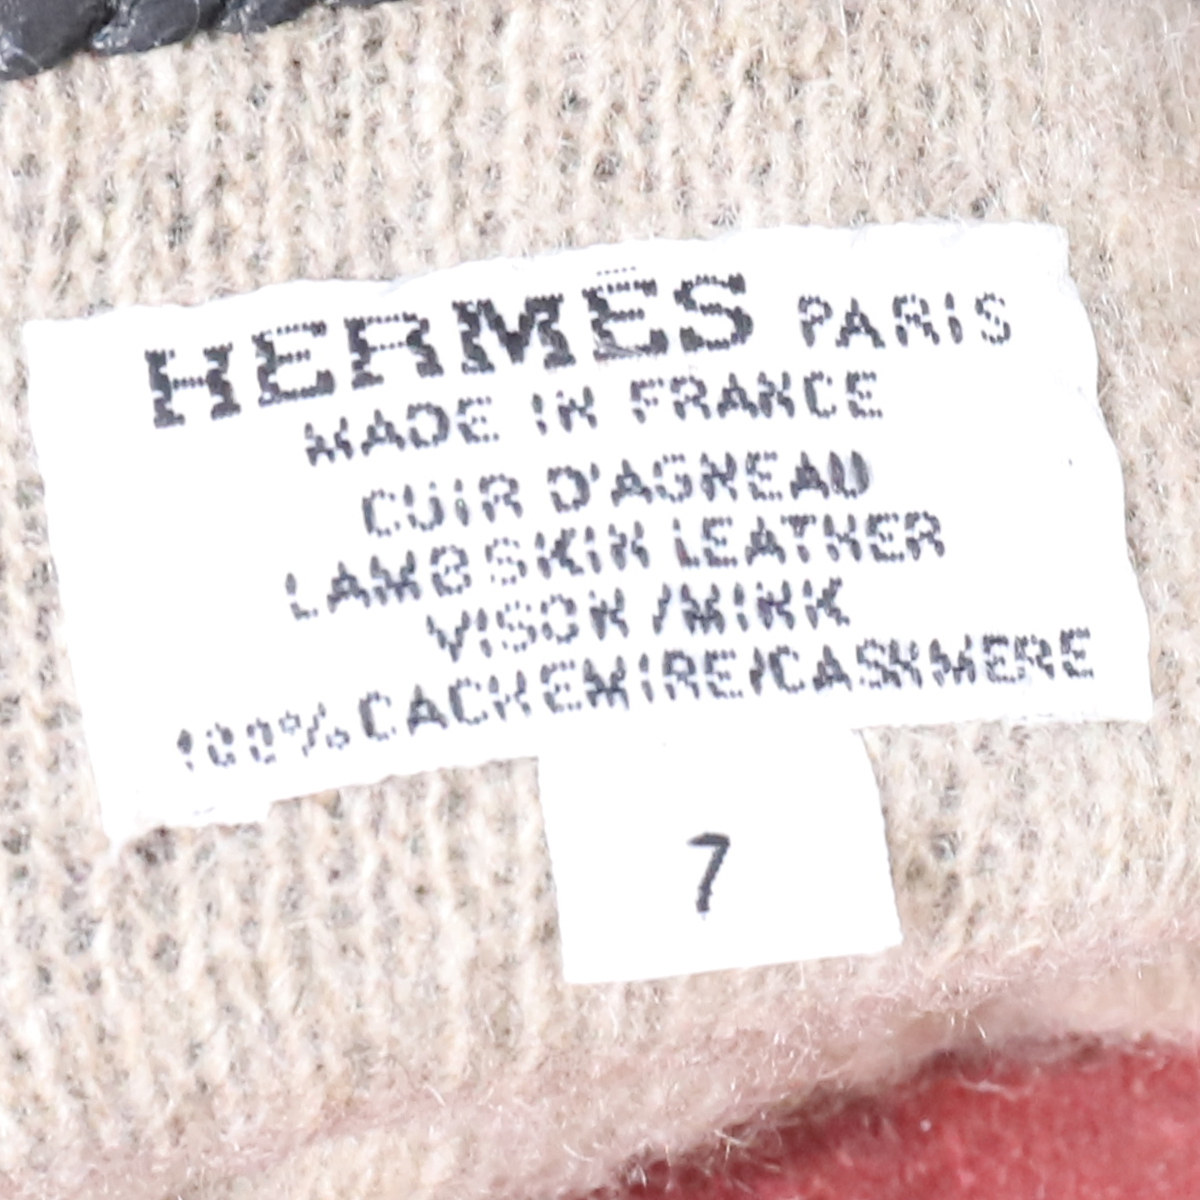 HERMÈS PARIS
MADE IN FRANCE
CUIR D'AGNEAU
LAMBSKIN LEATHER
VISON /MINK
100% CACHEMIRE/CASHMERE
7